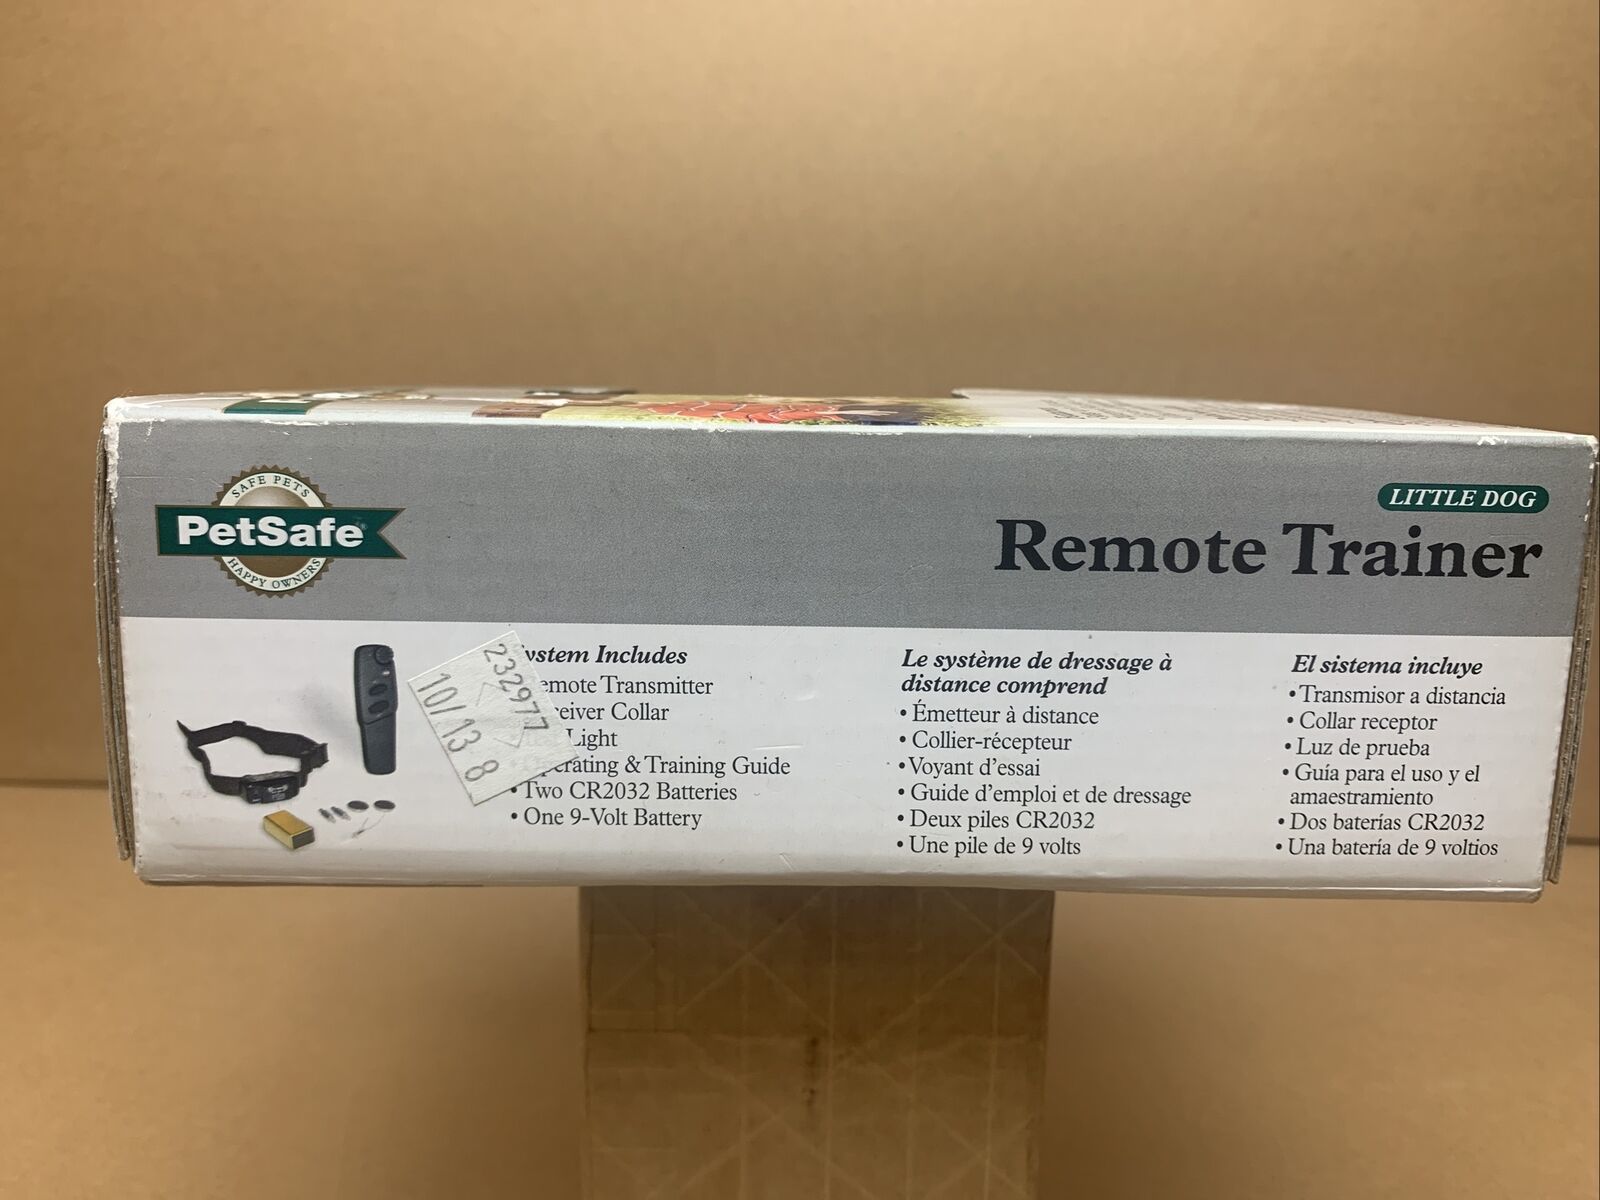 SAFE PETS
PetSafe
HAPPY OWNERS
LITTLE DOG
Remote Trainer
232977
10/13 8
System Includes
Remote Transmitter
Receiver Collar
Light
Operating & Training Guide
• Two CR2032 Batteries
• One 9-Volt Battery
Le système de dressage à
distance comprend
• Émetteur à distance
• Collier-récepteur
• Voyant d'essai
• Guide d'emploi et de dressage
• Deux piles CR2032
• Une pile de 9 volts
El sistema incluye
• Transmisor a distancia
• Collar receptor
• Luz de prueba
• Guía para el uso y el
amaestramiento
• Dos baterías CR2032
• Una batería de 9 voltios